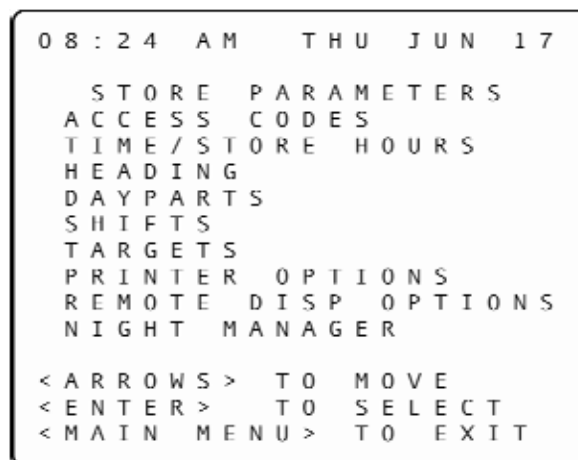 08:24 AM THU JUN 17
STORE PARAMETERS
ACCESS CODES
TIME/STORE HOURS
HEADING
DAYPARTS
SHIFTS
TARGETS
PRINTER OPTIONS
REMOTE DISP OPTIONS
NIGHT MANAGER
<ARROWS> TO MOVE
<ENTER> TO SELECT
<MAIN MENU> TO EXIT